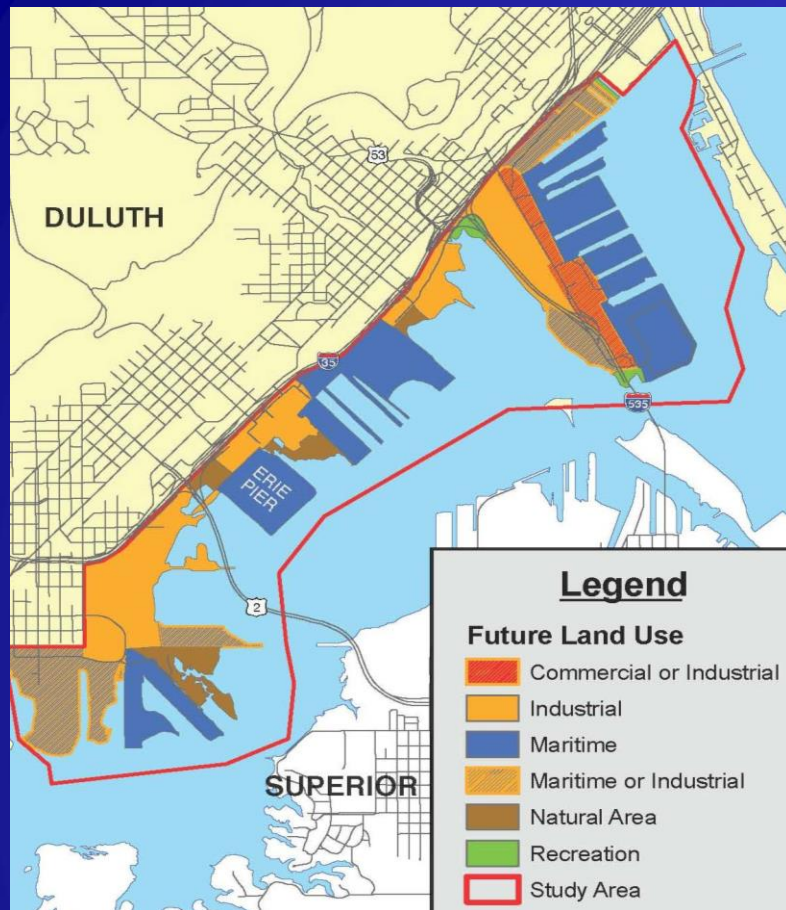 53
DULUTH
35
535
ERIE
PIER
2
SUPERIOR
Legend
Future Land Use
Commercial or Industrial
Industrial
Maritime
Maritime or Industrial
Natural Area
Recreation
Study Area